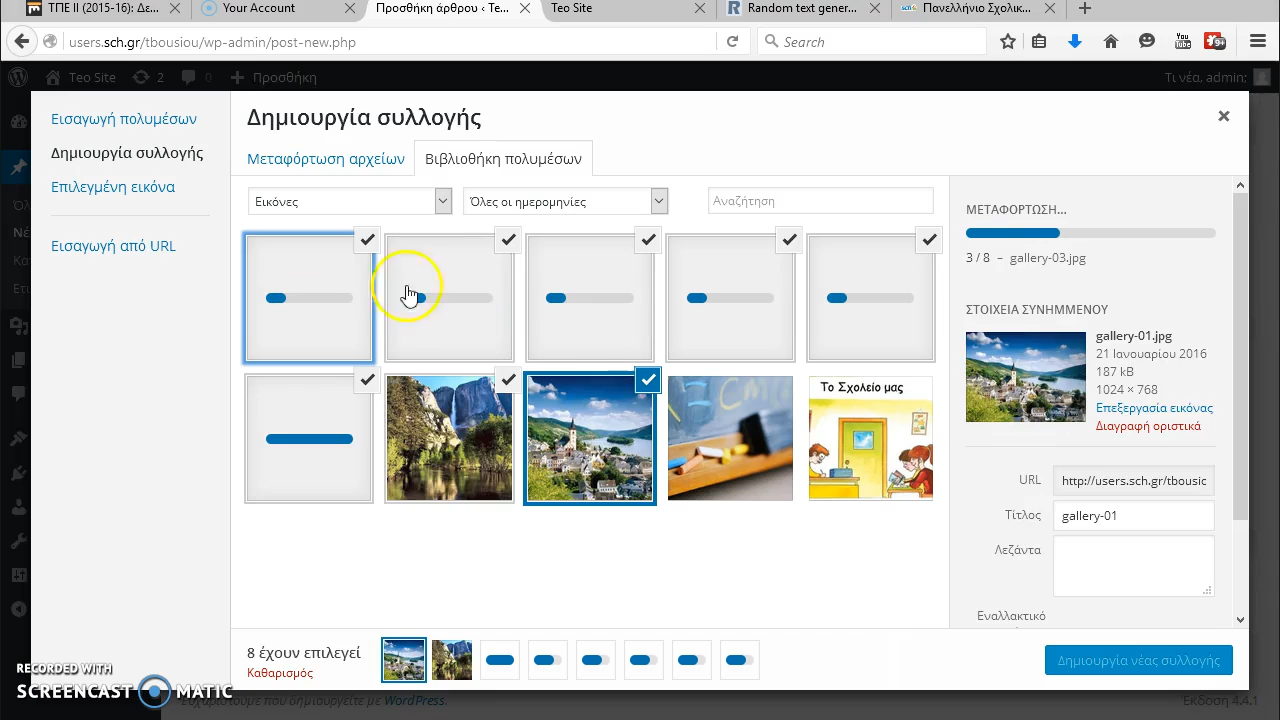 ΤΠΕ ΙΙ (2015-16): Δε...
Your Account
Προσθήκη άρθρου ‹ Te...
Teo Site
Random text gener...
Πανελλήνιο Σχολικ...
users.sch.gr/tbousiou/wp-admin/post-new.php
Search
9+
Teo Site
2
0
Προσθήκη
Τι νέα, admin:
Εισαγωγή πολυμέσων
Δημιουργία συλλογής
Επιλεγμένη εικόνα
Εισαγωγή από URL
Δημιουργία συλλογής
Μεταφόρτωση αρχείων
Βιβλιοθήκη πολυμέσων
Εικόνες
Όλες οι ημερομηνίες
Αναζήτηση
Το Σχολείο μας
ΜΕΤΑΦΟΡΤΩΣΗ...
3 / 8 – gallery-03.jpg
ΣΤΟΙΧΕΙΑ ΣΥΝΗΜΜΕΝΟΥ
gallery-01.jpg
21 Ιανουαρίου 2016
187 kB
1024 × 768
Επεξεργασία εικόνας
Διαγραφή οριστικά
URL
http://users.sch.gr/tbousic
Τίτλος
gallery-01
Λεζάντα
Εναλλακτικό
8 έχουν επιλεγεί
Καθαρισμός
Δημιουργία νέας συλλογής
RECORDED WITH
SCREENCAST MATIC
Ευχαριστούμε που δημιουργείτε με WordPress.
Έκδοση 4.4.1